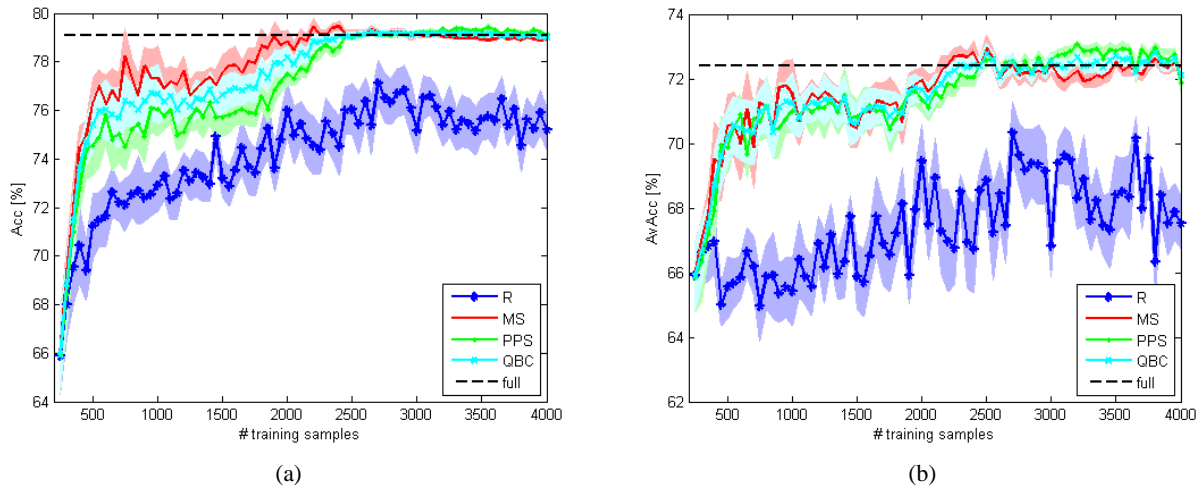 80
78
76
74
72
70
68
66
64
Acc [%]
500 1000 1500 2000 2500 3000 3500 4000
# training samples
R
MS
PPS
QBC
full
(a)
74
72
70
68
66
64
62
AvAcc [%]
500 1000 1500 2000 2500 3000 3500 4000
# training samples
R
MS
PPS
QBC
full
(b)